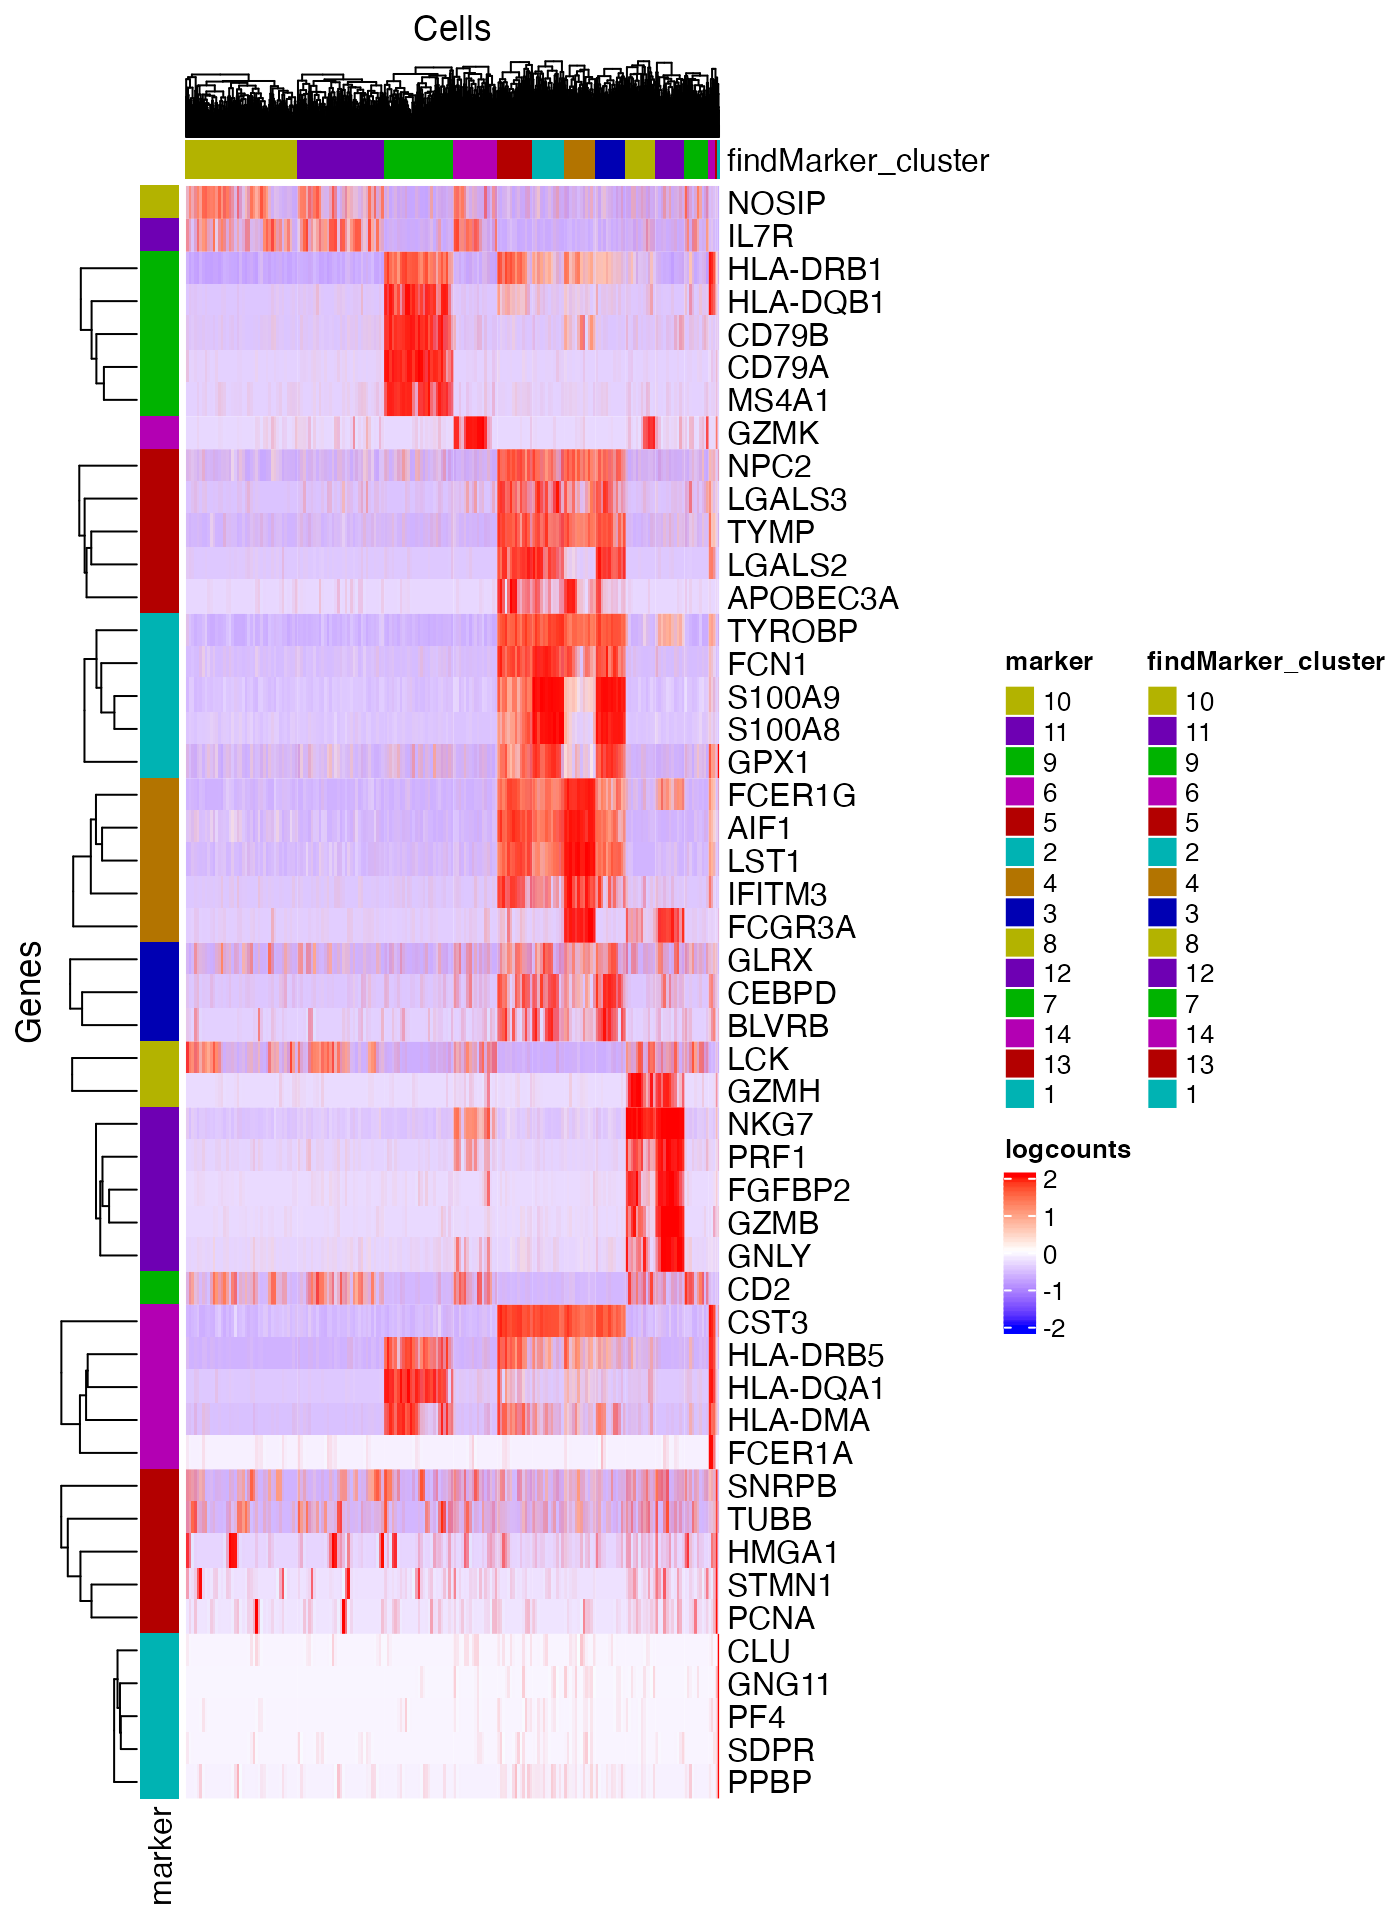 Cells
findMarker_cluster
NOSIP
IL7R
HLA-DRB1
HLA-DQB1
CD79B
CD79A
MS4A1
GZMK
NPC2
LGALS3
TYMP
LGALS2
APOBEC3A
TYROBP
FCN1
S100A9
S100A8
GPX1
FCER1G
AIF1
LST1
IFITM3
FCGR3A
GLRX
CEBPD
BLVRB
LCK
GZMH
NKG7
PRF1
FGFBP2
GZMB
GNLY
CD2
CST3
HLA-DRB5
HLA-DQA1
HLA-DMA
FCER1A
SNRPB
TUBB
HMGA1
STMN1
PCNA
CLU
GNG11
PF4
SDPR
PPBP
Genes
marker
marker
10
11
9
6
5
2
4
3
8
12
7
14
13
1
findMarker_cluster
10
11
9
6
5
2
4
3
8
12
7
14
13
1
logcounts
2
1
0
-1
-2